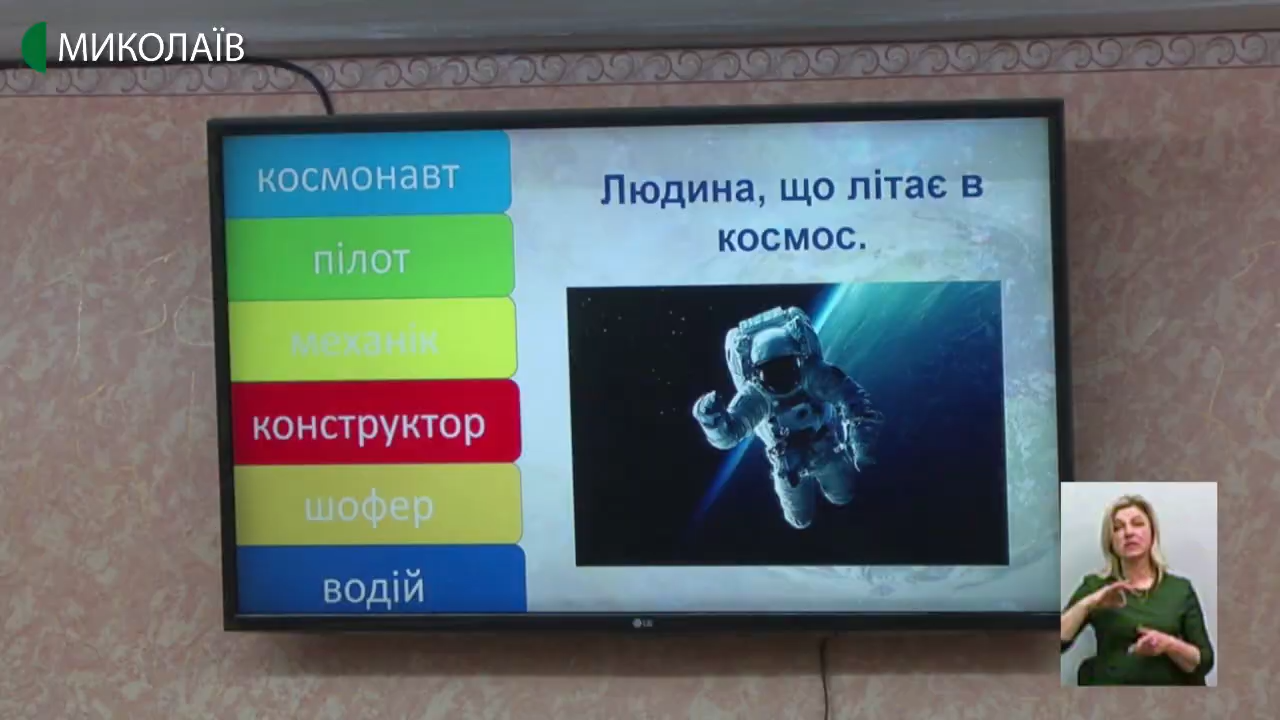 МИКОЛАЇВ
космонавт
пілот
механік
конструктор
шофер
водій
Людина, що літає в
космос.
LG